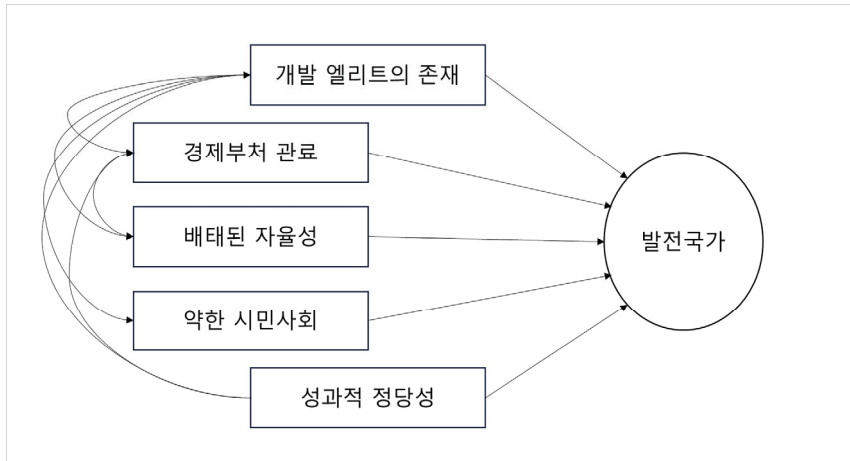 개발 엘리트의 존재
경제부처 관료
배태된 자율성
발전국가
약한 시민사회
성과적 정당성